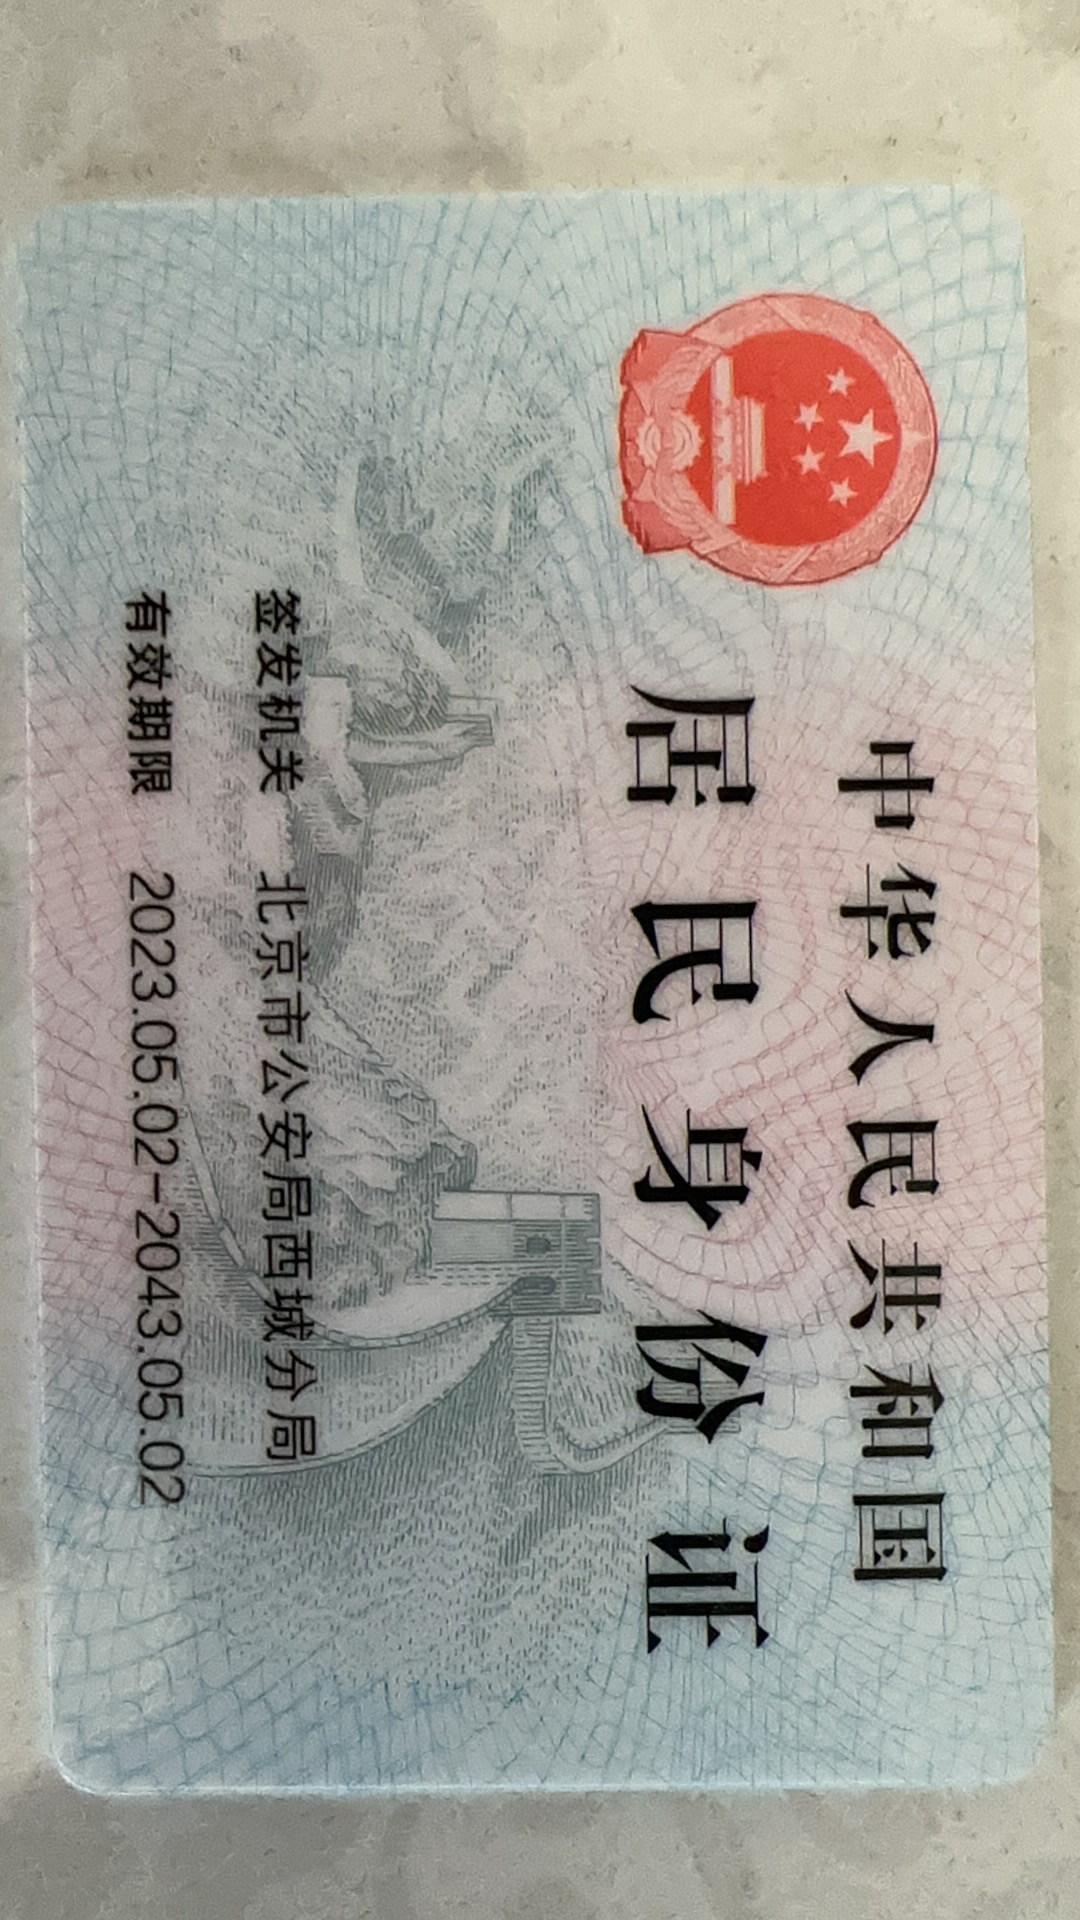 中华人民共和国
居民身份证
签发机关 北京市公安局西城分局
有效期限 2023.05.02-2043.05.02